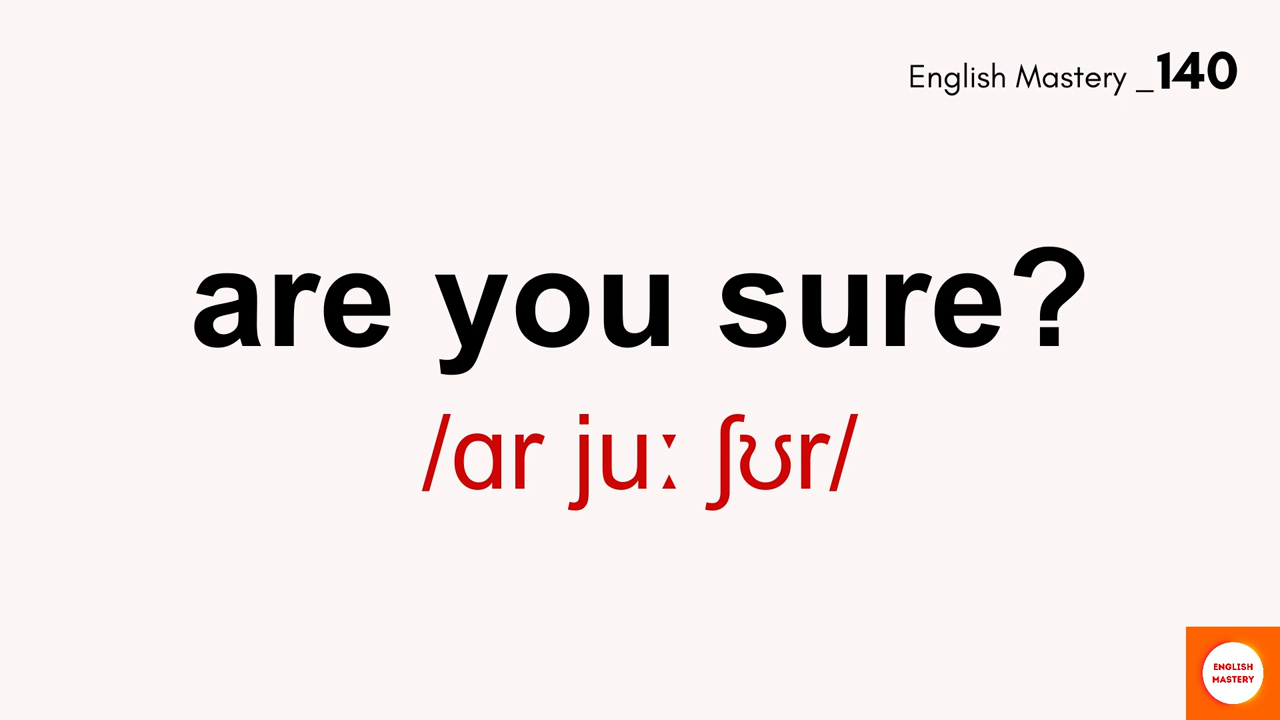 English Mastery _140
are you sure?
/ɑr juː ʃʊr/
ENGLISH
MASTERY